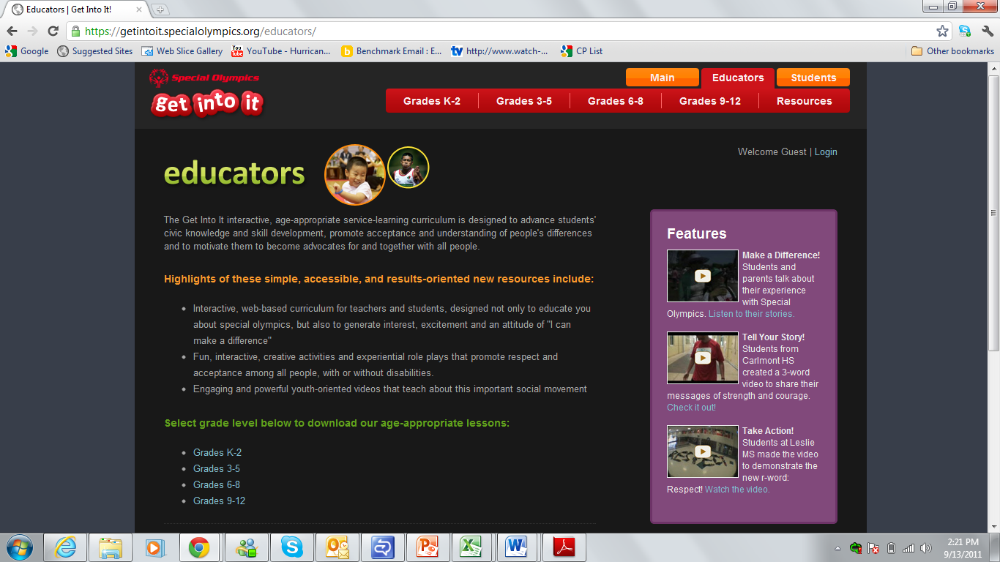 Educators | Get Into It!
https://getintoit.specialolympics.org/educators/
Google
Suggested Sites
Web Slice Gallery
YouTube - Hurrican...
Benchmark Email : E...
http://www.watch-...
CP List
Other bookmarks
Special Olympics
get into it
Main
Educators
Students
Grades K-2
Grades 3-5
Grades 6-8
Grades 9-12
Resources
Welcome Guest | Login
educators
The Get Into It interactive, age-appropriate service-learning curriculum is designed to advance students'
civic knowledge and skill development, promote acceptance and understanding of people's differences
and to motivate them to become advocates for and together with all people.
Highlights of these simple, accessible, and results-oriented new resources include:
Interactive, web-based curriculum for teachers and students, designed not only to educate you
about special olympics, but also to generate interest, excitement and an attitude of "I can
make a difference"
Fun, interactive, creative activities and experiential role plays that promote respect and
acceptance among all people, with or without disabilities.
Engaging and powerful youth-oriented videos that teach about this important social movement
Select grade level below to download our age-appropriate lessons:
Grades K-2
Grades 3-5
Grades 6-8
Grades 9-12
Features
Make a Difference!
Students and
parents talk about
their experience
with Special
Olympics. Listen to their stories.
Tell Your Story!
Students from
Carlmont HS
created a 3-word
video to share their
messages of strength and courage.
Check it out!
Take Action!
Students at Leslie
MS made the video
to demonstrate the
new r-word:
Respect! Watch the video.
2:21 PM
9/13/2011